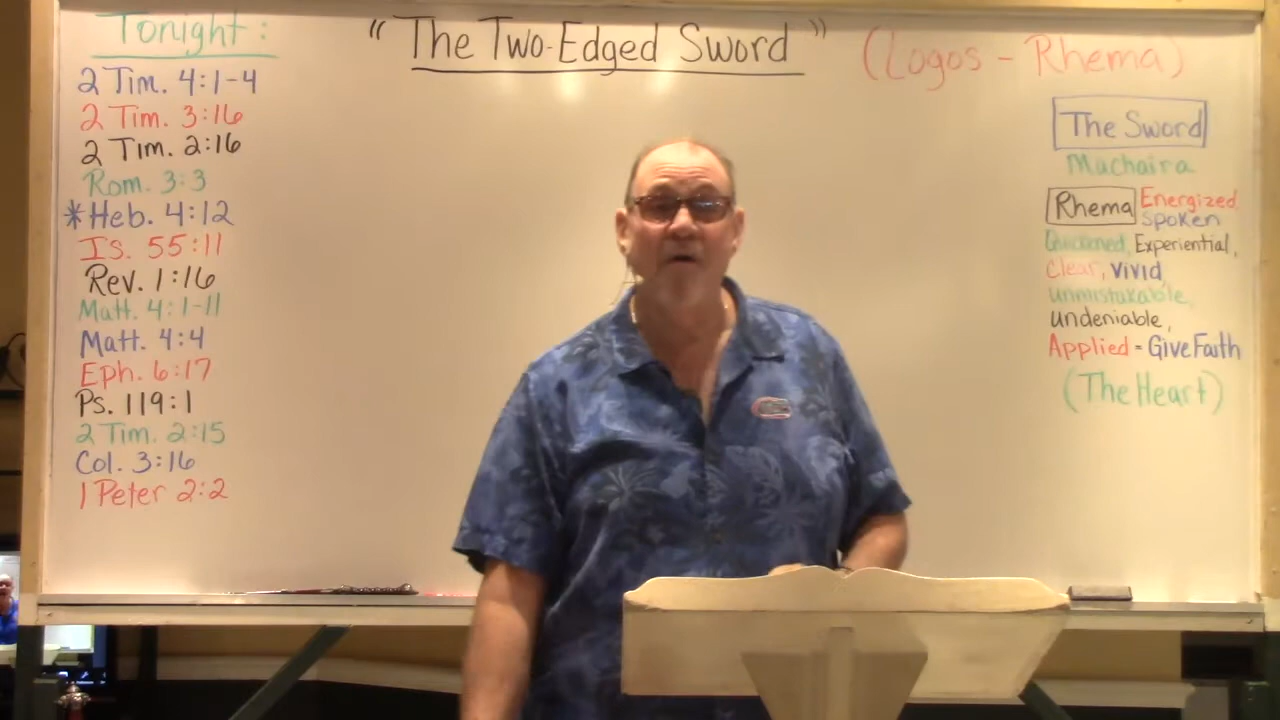 Tonight:
2 Tim. 4:1-4
2 Tim. 3:16
2 Tim. 2:16
Rom. 3:3
*Heb. 4:12
Is. 55:11
Rev. 1:16
Matt. 4:1-11
Matt. 4:4
Eph. 6:17
Ps. 119:1
2 Tim. 2:15
Col. 3:16
1 Peter 2:2
"The Two-Edged Sword"
(Logos - Rhema)
The Sword
Machaira
Rhema Energized
spoken
Quickened, Experiential,
Clear, Vivid,
unmistakable,
undeniable,
Applied = Give Faith
(The Heart)